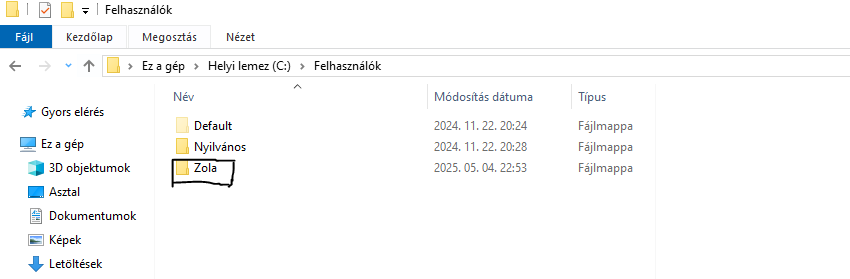 Felhasználók
Fájl Kezdőlap Megosztás Nézet
Ez a gép Helyi lemez (C:) Felhasználók
Név Módosítás dátuma Típus
Gyors elérés
Ez a gép
3D objektumok
Asztal
Dokumentumok
Képek
Letöltések
Default 2024. 11. 22. 20:24 Fájlmappa
Nyilvános 2024. 11. 22. 20:28 Fájlmappa
Zola 2025. 05. 04. 22:53 Fájlmappa